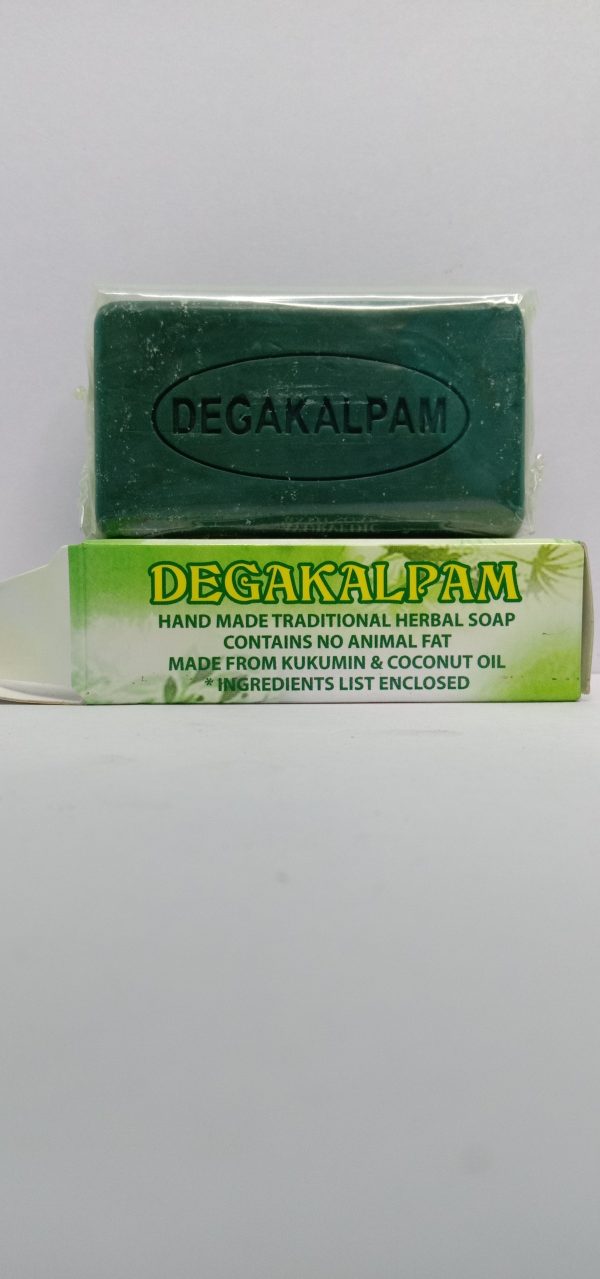 DEGAKALPAM
DEGAKALPAM
HAND MADE TRADITIONAL HERBAL SOAP
CONTAINS NO ANIMAL FAT
MADE FROM KUKUMIN & COCONUT OIL
* INGREDIENTS LIST ENCLOSED